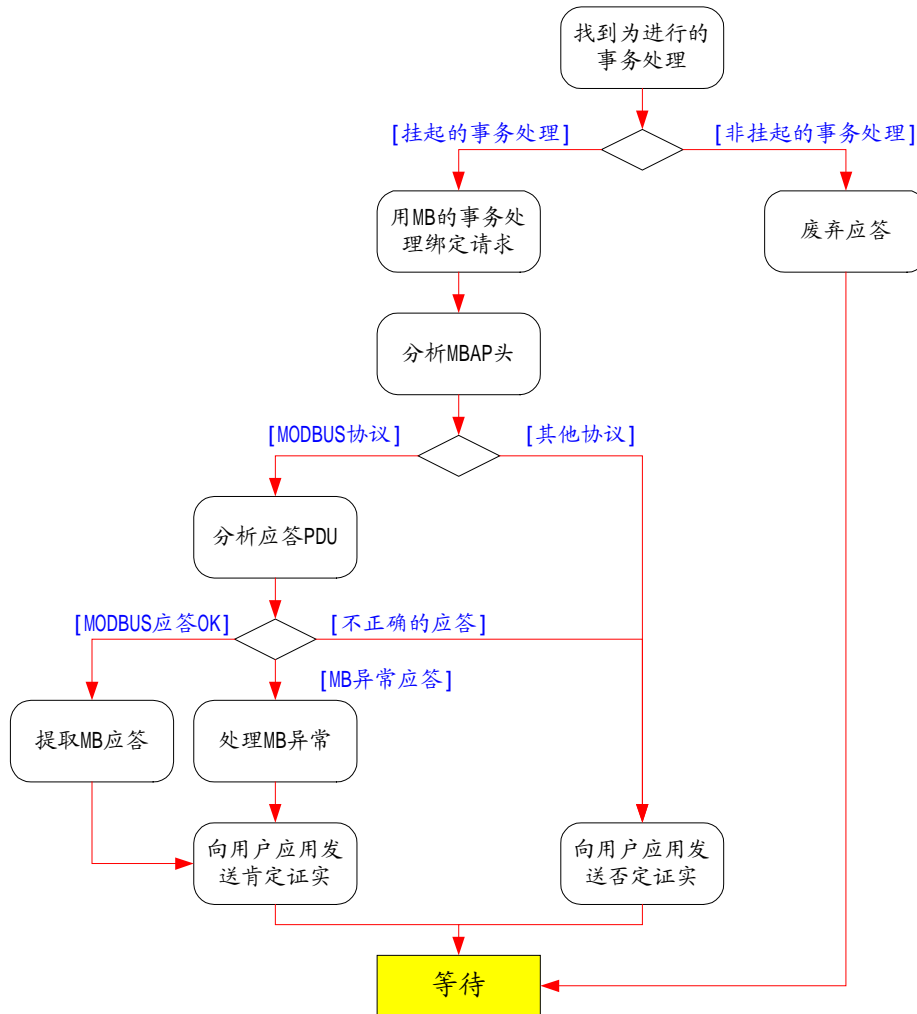 找到为进行的
事务处理
[挂起的事务处理]
[非挂起的事务处理]
用MB的事务处
理绑定请求
废弃应答
分析MBAP头
[MODBUS协议]
[其他协议]
分析应答PDU
[MODBUS应答OK]
[不正确的应答]
[MB异常应答]
提取MB应答
处理MB异常
向用户应用发
送肯定证实
向用户应用发
送否定证实
等待